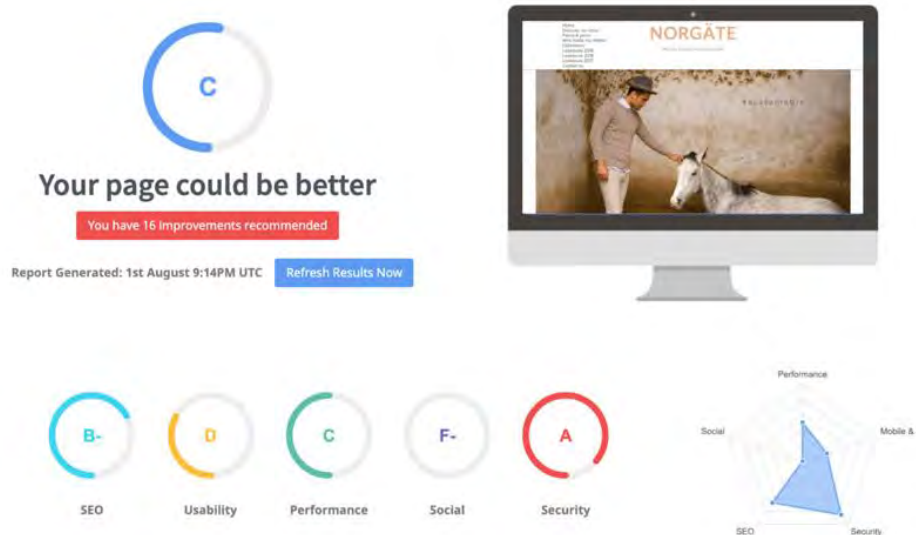 C
Your page could be better
You have 16 improvements recommended
Report Generated: 1st August 9:14PM UTC
Refresh Results Now
Home
NORGÄTE
B-
D
C
F-
A
SEO
Usability
Performance
Social
Security
Performance
Social
Mobile &
SEO
Security